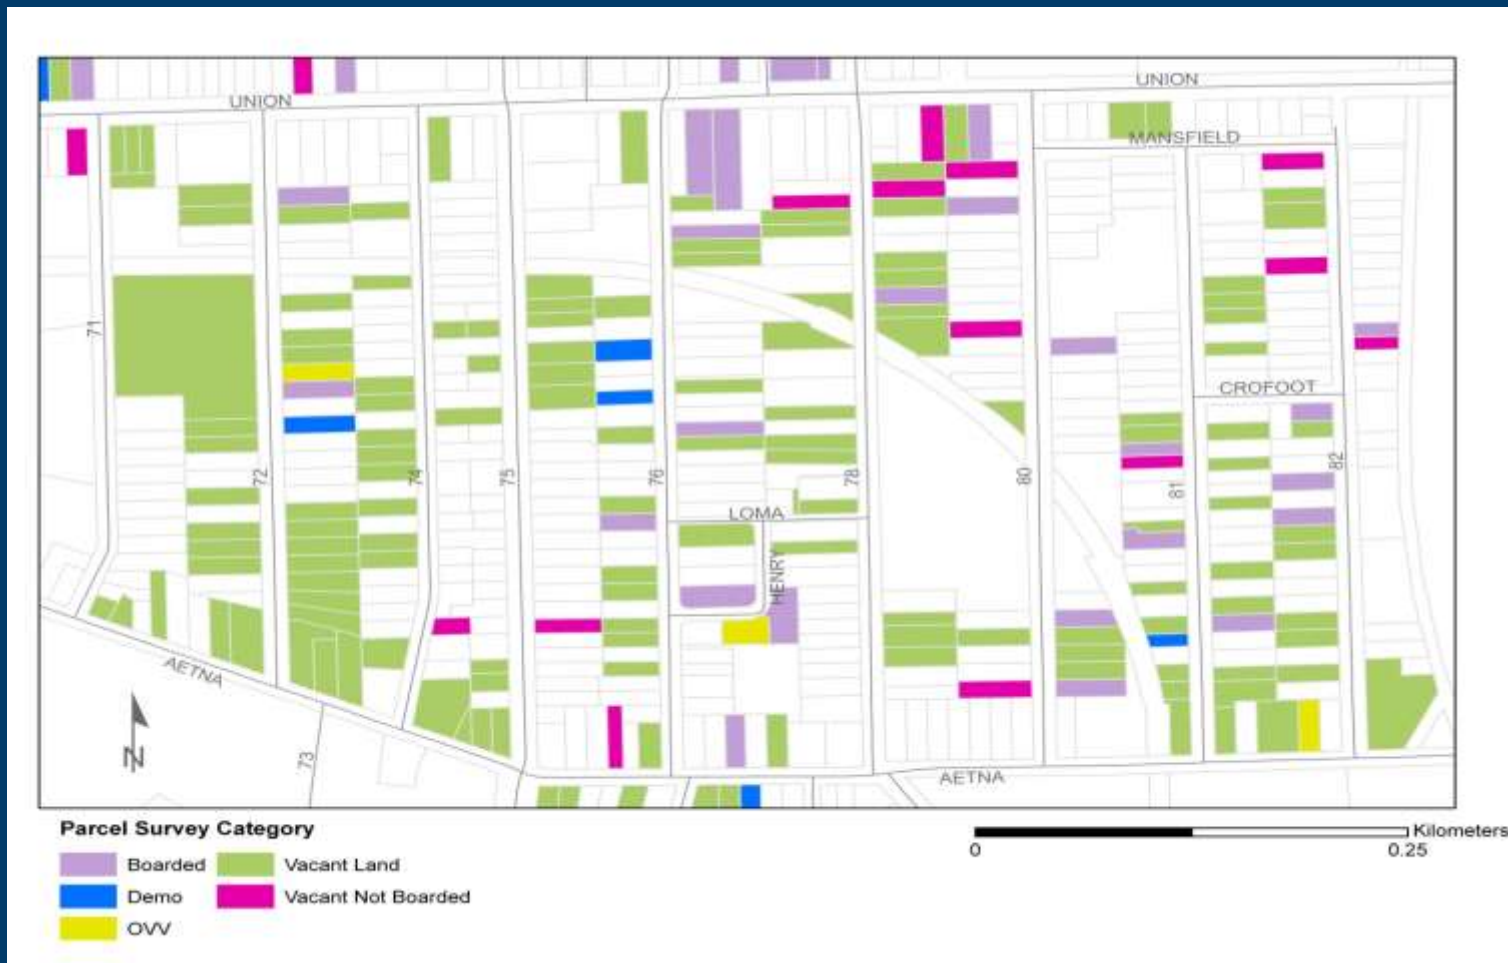 UNION
UNION
MANSFIELD
71
CROFOOT
72
74
75
76
78
80
81
82
LOMA
HENRY
AETNA
73
N
AETNA
Parcel Survey Category
Boarded
Vacant Land
Demo
Vacant Not Boarded
OVV
Kilometers
0
0.25